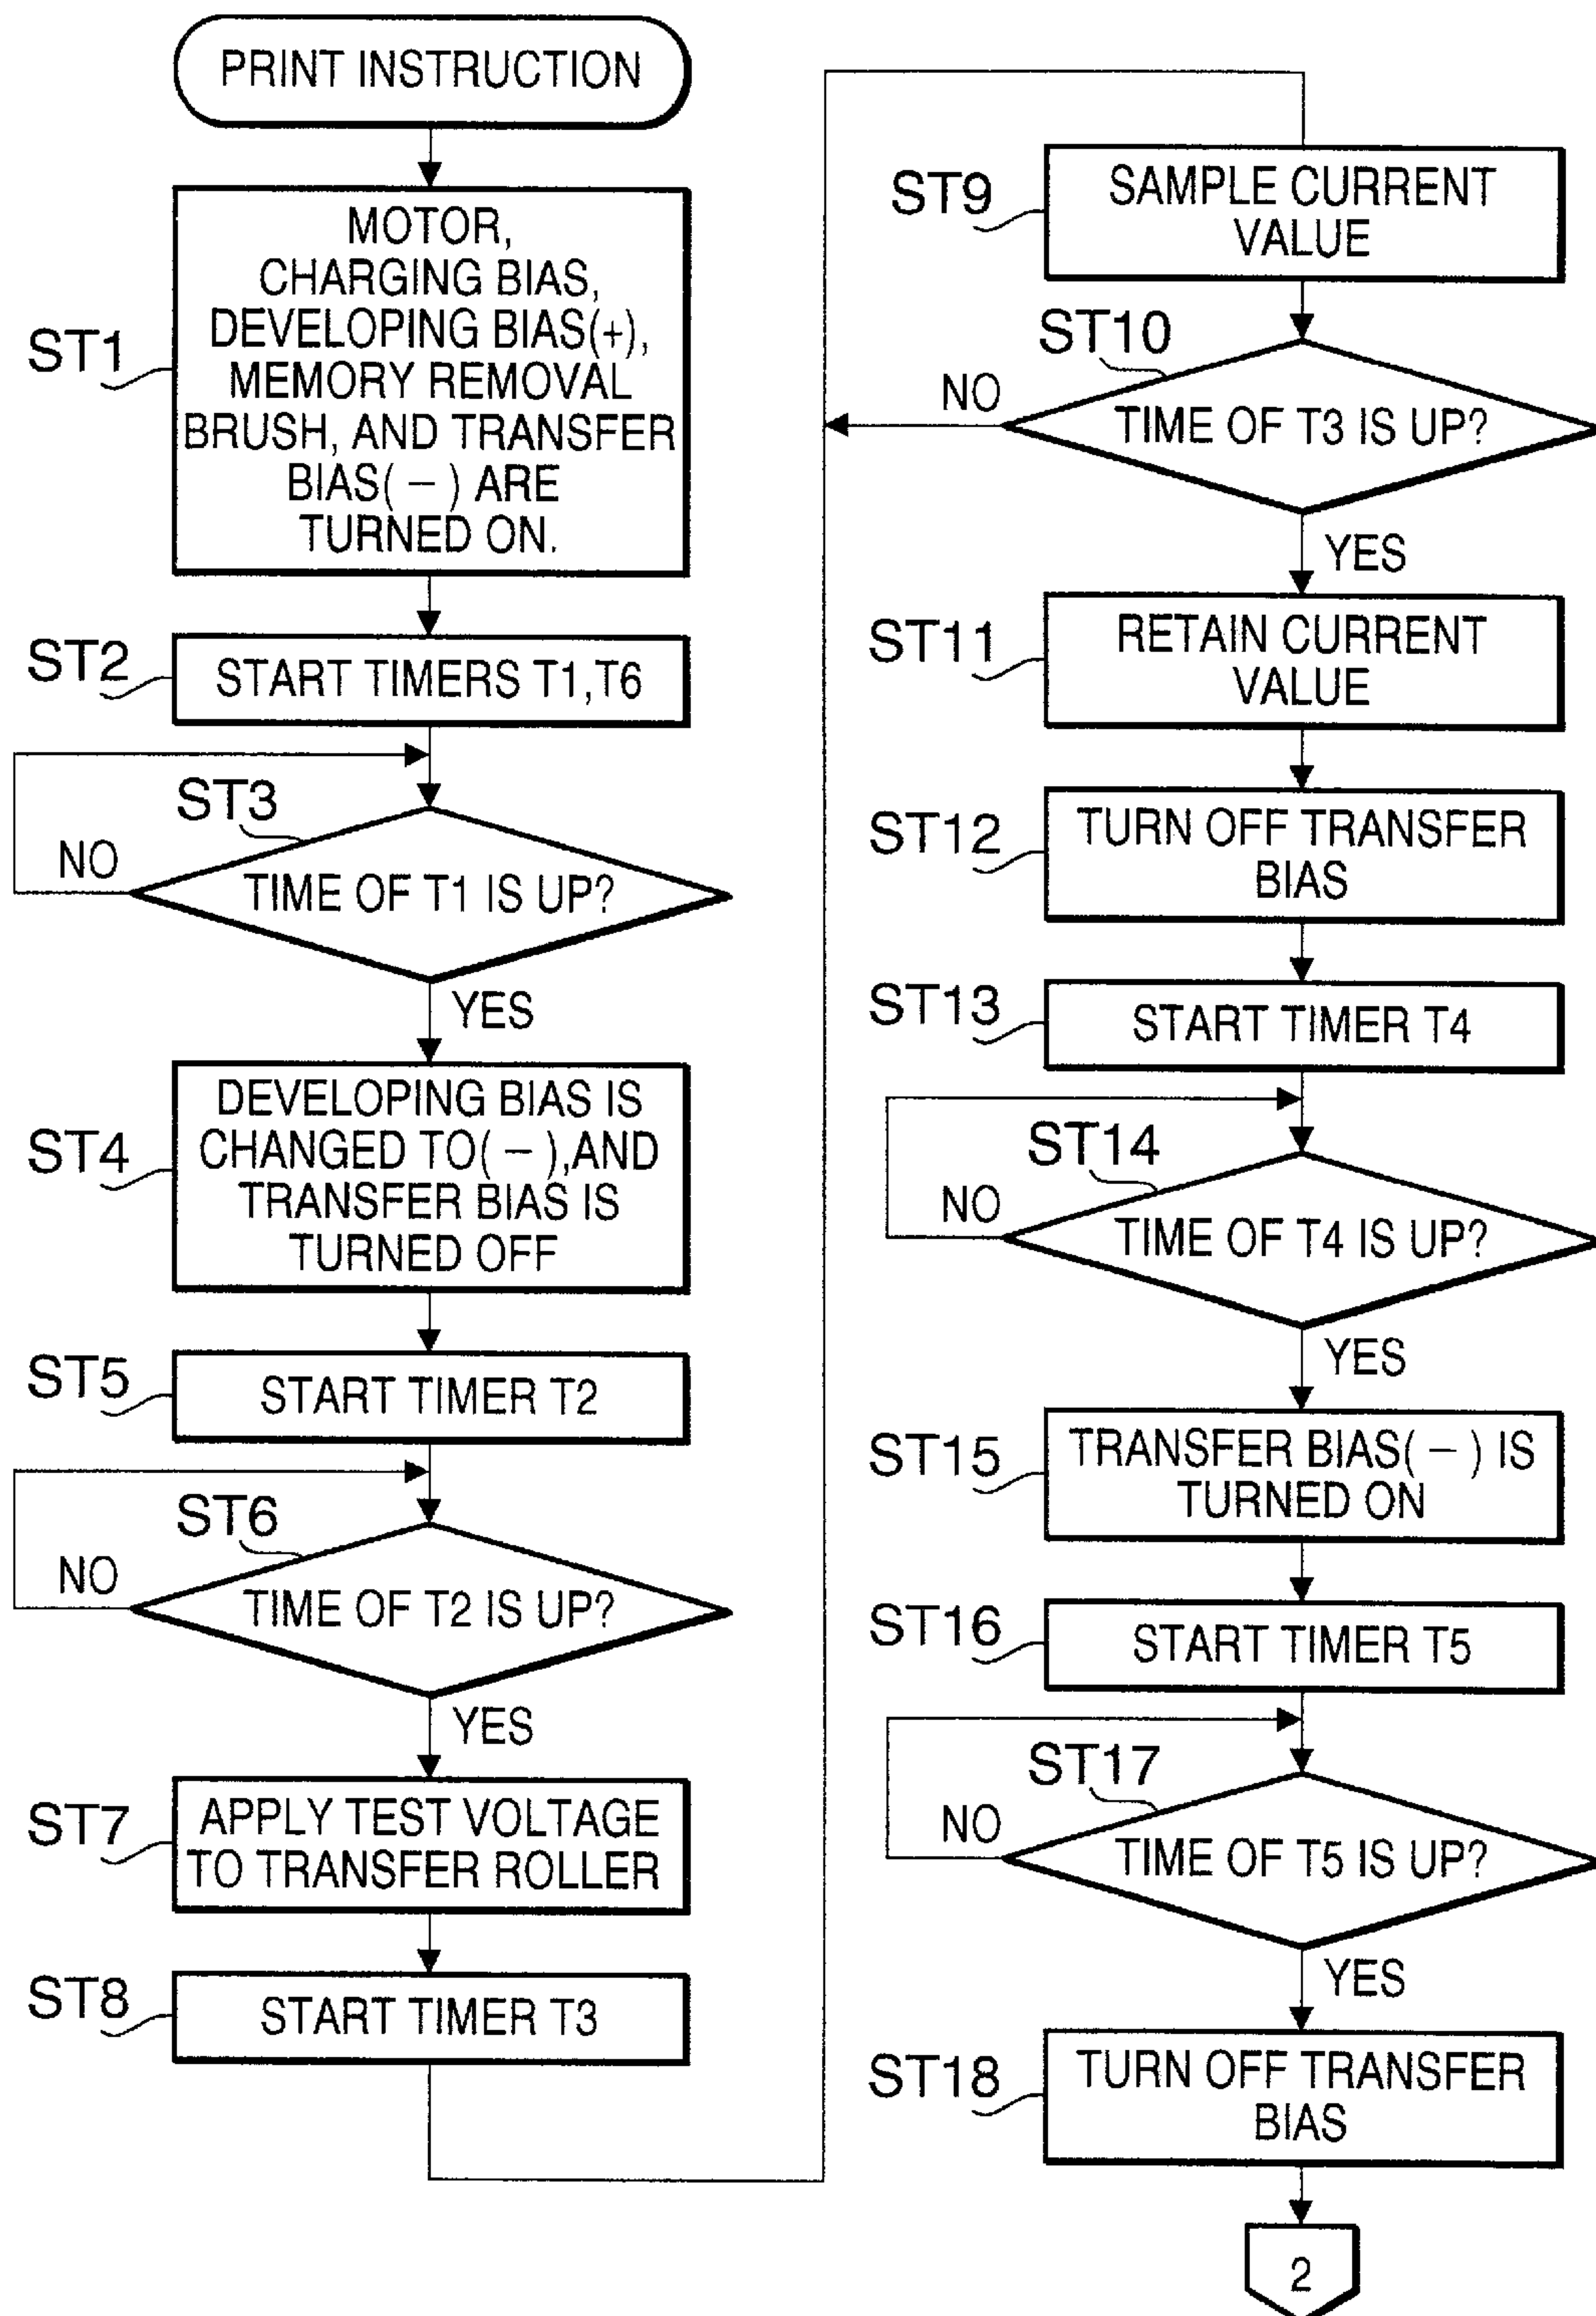 PRINT INSTRUCTION
ST1
MOTOR,
CHARGING BIAS,
DEVELOPING BIAS(+),
MEMORY REMOVAL
BRUSH, AND TRANSFER
BIAS( − ) ARE
TURNED ON.
ST2
START TIMERS T1,T6
ST3
NO
TIME OF T1 IS UP?
YES
ST4
DEVELOPING BIAS IS
CHANGED TO( − ),AND
TRANSFER BIAS IS
TURNED OFF
ST5
START TIMER T2
ST6
NO
TIME OF T2 IS UP?
YES
ST7
APPLY TEST VOLTAGE
TO TRANSFER ROLLER
ST8
START TIMER T3
ST9
SAMPLE CURRENT
VALUE
ST10
NO
TIME OF T3 IS UP?
YES
ST11
RETAIN CURRENT
VALUE
ST12
TURN OFF TRANSFER
BIAS
ST13
START TIMER T4
ST14
NO
TIME OF T4 IS UP?
YES
ST15
TRANSFER BIAS( − ) IS
TURNED ON
ST16
START TIMER T5
ST17
NO
TIME OF T5 IS UP?
YES
ST18
TURN OFF TRANSFER
BIAS
2